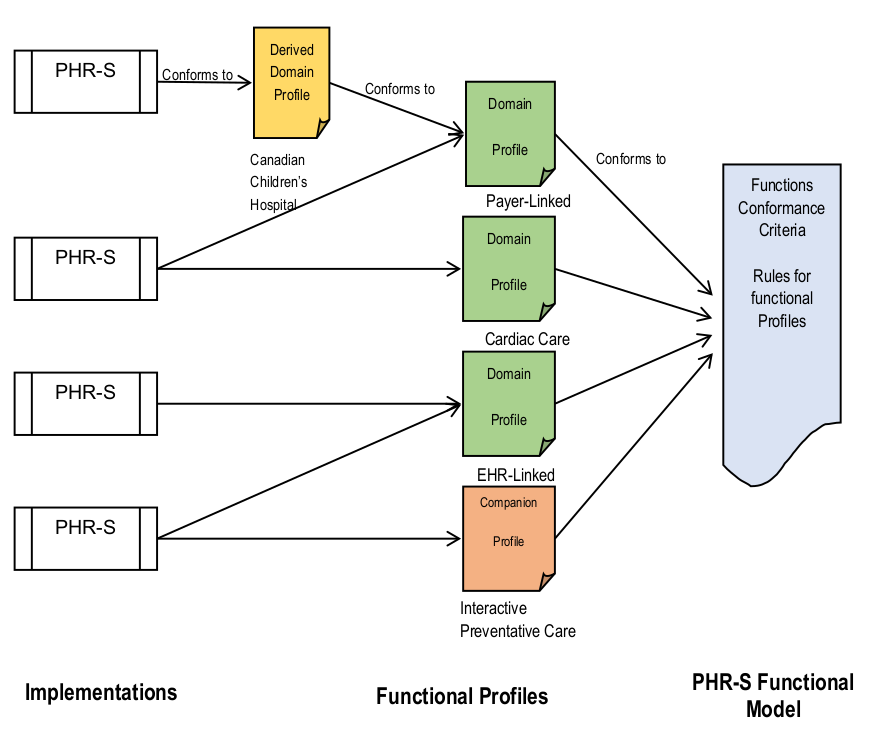 PHR-S
Conforms to
Derived
Domain
Profile
Canadian
Children’s
Hospital
Conforms to
Domain
Profile
Payer-Linked
Conforms to
Functions
Conformance
Criteria
Rules for
functional
Profiles
PHR-S
Domain
Profile
Cardiac Care
PHR-S
Domain
Profile
EHR-Linked
PHR-S
Companion
Profile
Interactive
Preventative Care
Implementations
Functional Profiles
PHR-S Functional
Model